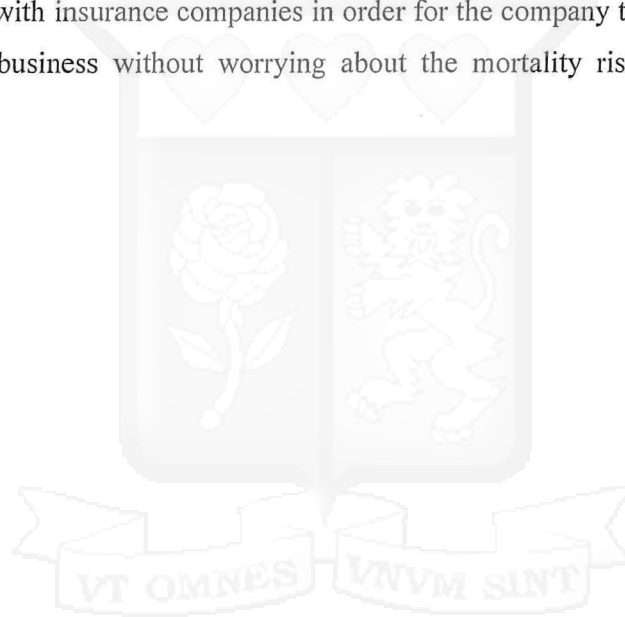 with insurance companies in order for the company t
business without worrying about the mortality ris
VT OMNES VNVM SINT